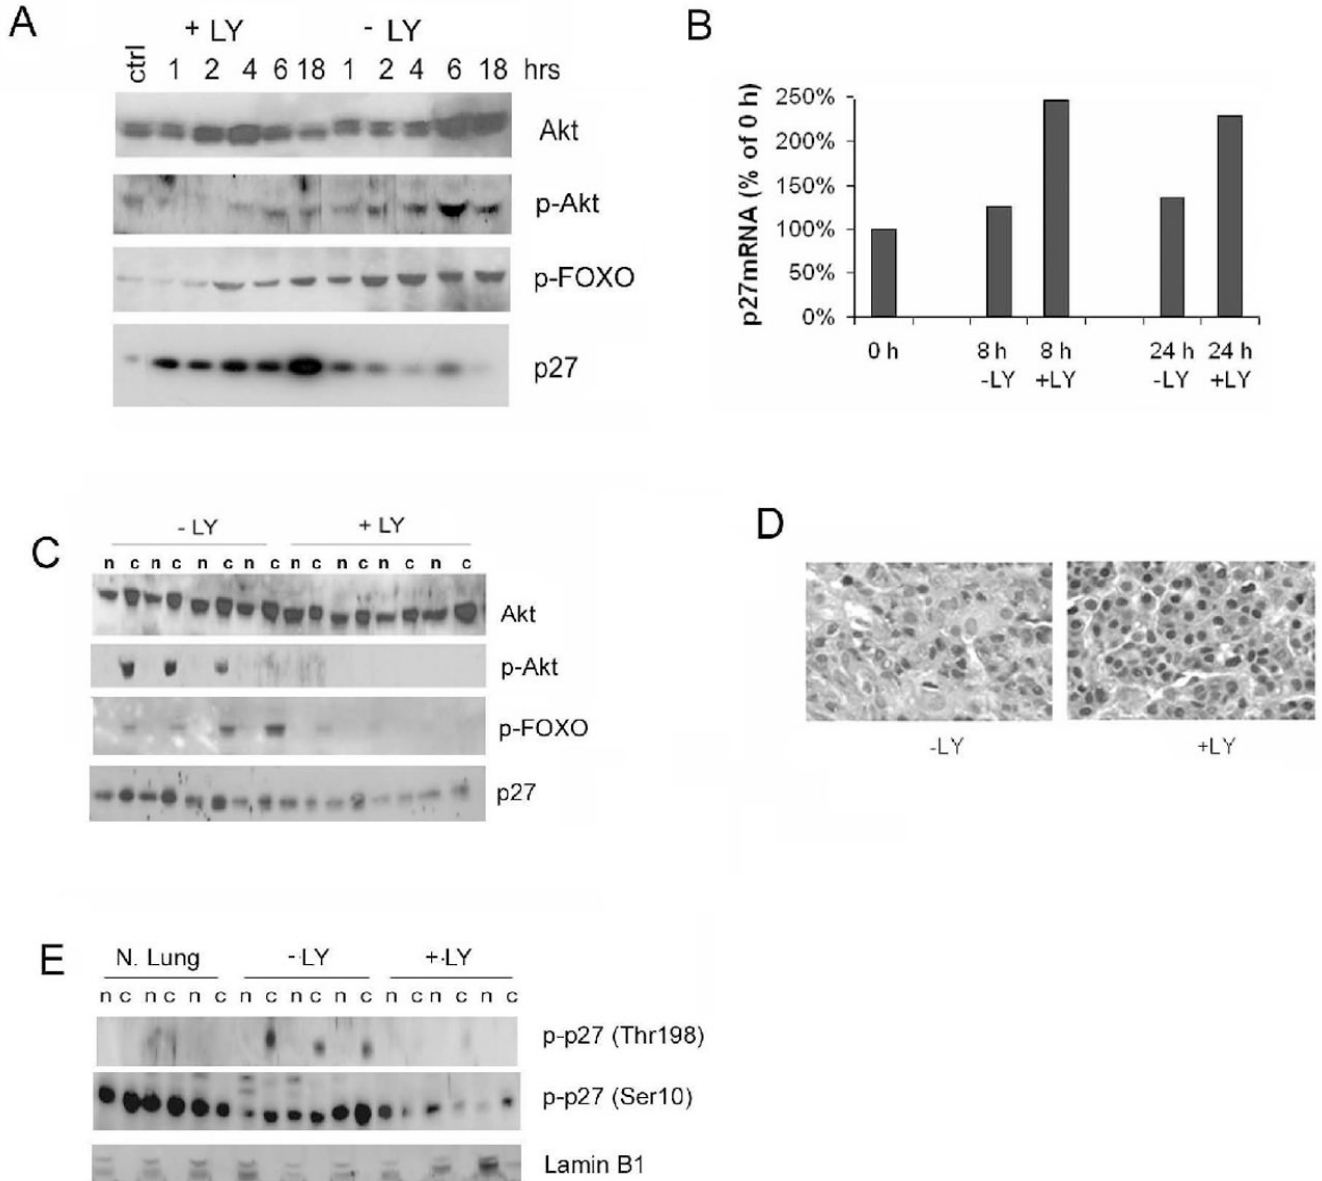 A
+ LY - LY
ctrl 1 2 4 6 18 1 2 4 6 18 hrs
Akt
p-Akt
p-FOXO
p27
B
p27mRNA (% of 0 h)
250%
200%
150%
100%
50%
0%
0 h 8 h 8 h 24 h 24 h
-LY +LY -LY +LY
C
- LY + LY
n c n c n c n c n c n c n c n c
Akt
p-Akt
p-FOXO
p27
D
-LY +LY
E
N. Lung - LY + LY
n c n c n c n c n c n c n c n c n c
p-p27 (Thr198)
p-p27 (Ser10)
Lamin B1